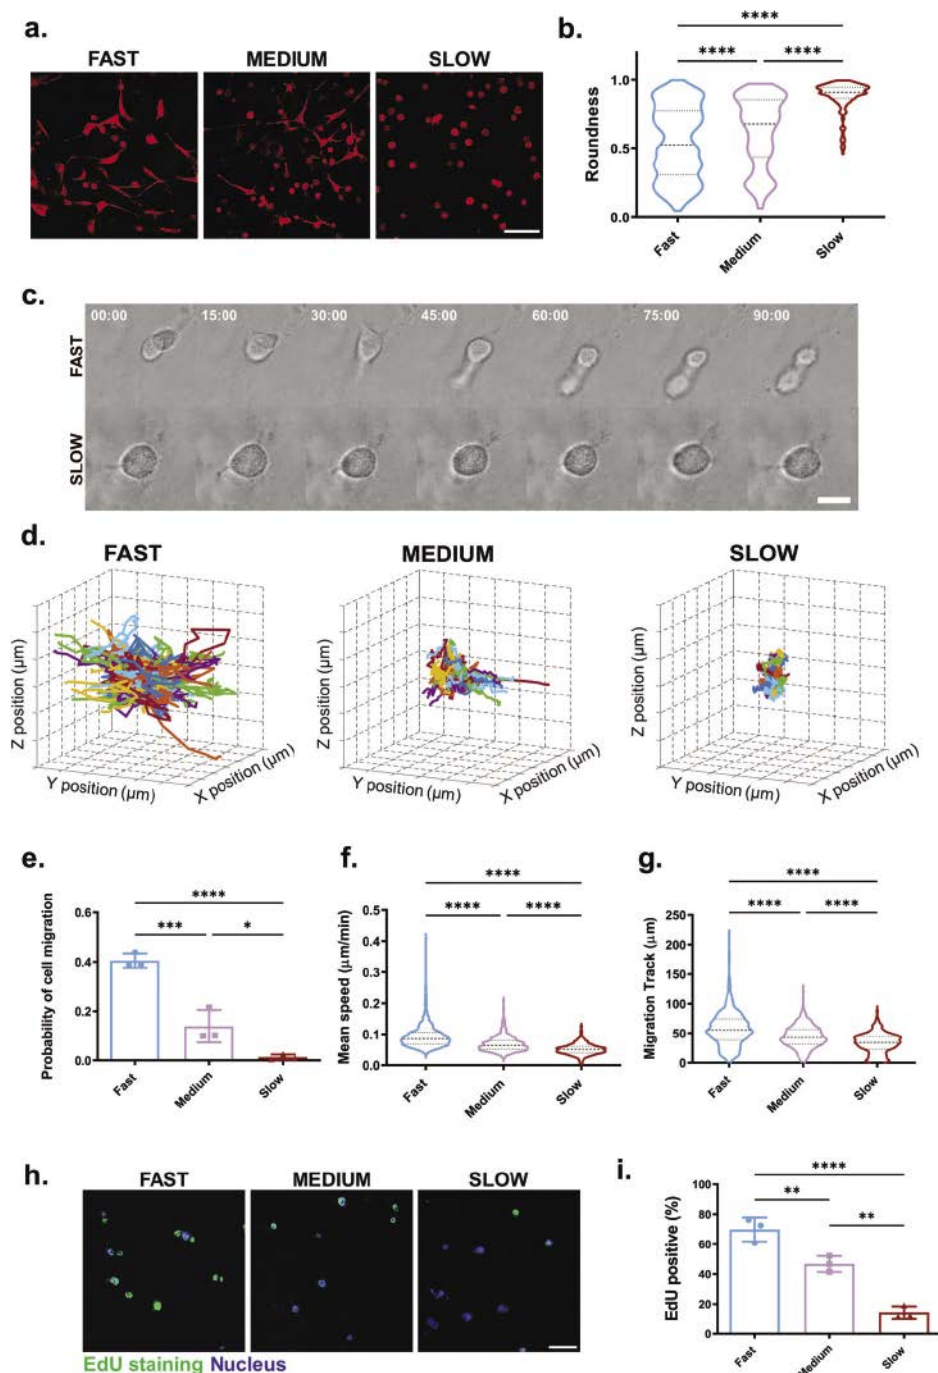 a.
FAST MEDIUM SLOW
b.
****
**** ****
Roundness
1.0
0.5
0.0
Fast Medium Slow
c.
00:00 15:00 30:00 45:00 60:00 75:00 90:00
FAST
SLOW
d.
FAST MEDIUM SLOW
Z position (µm) Z position (µm) Z position (µm)
Y position (µm) X position (µm) Y position (µm) X position (µm) Y position (µm) X position (µm)
e.
****
*** *
Probability of cell migration
0.6
0.4
0.2
0.0
Fast Medium Slow
f.
****
**** ****
Mean speed (µm/min)
0.5
0.4
0.3
0.2
0.1
0.0
Fast Medium Slow
g.
****
**** ****
Migration Track (µm)
250
200
150
100
50
0
Fast Medium Slow
h.
FAST MEDIUM SLOW
EdU staining Nucleus
i.
****
** **
EdU positive (%)
100
80
60
40
20
0
Fast Medium Slow